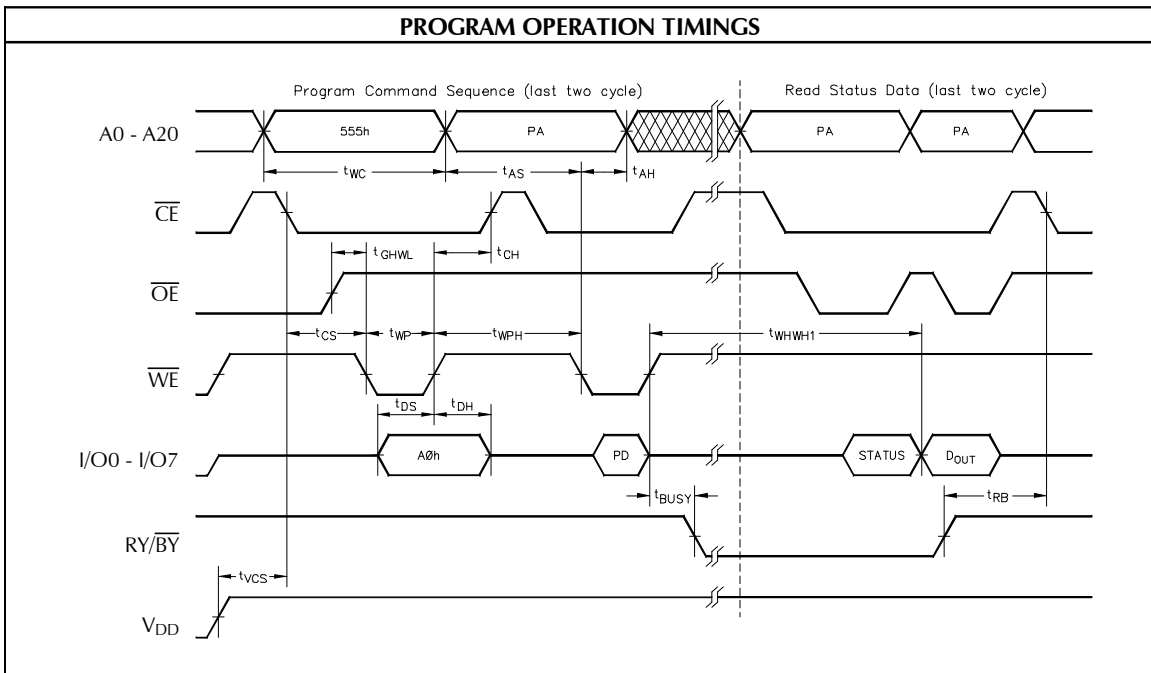 PROGRAM OPERATION TIMINGS
Program Command Sequence (last two cycle)
Read Status Data (last two cycle)
A0 - A20
555h
PA
PA
PA
tWC
tAS
tAH
CE
tGHWL
tCH
OE
tCS
tWP
tWPH
tWHWH1
WE
tDS
tDH
I/O0 - I/O7
A0h
PD
STATUS
DOUT
tBUSY
tRB
RY/BY
tVCS
VDD